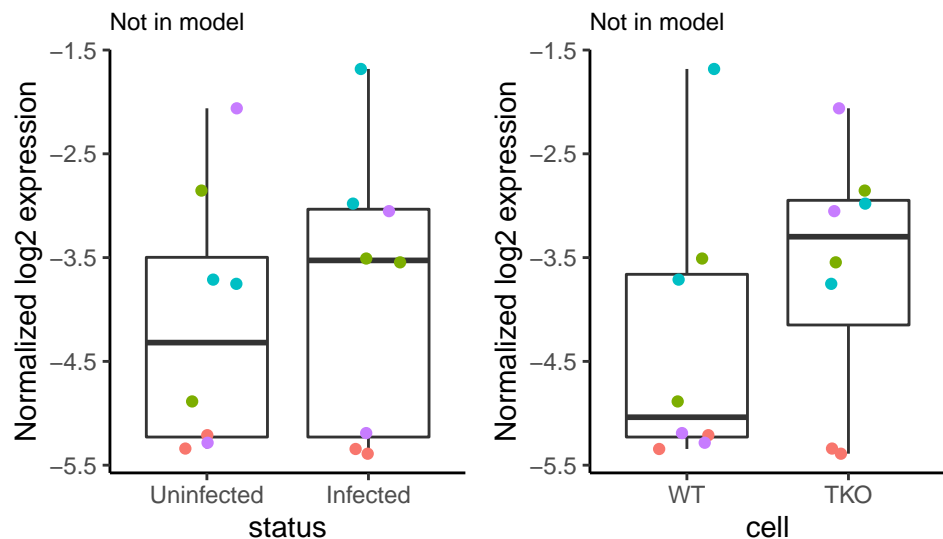 Not in model
Normalized log2 expression
−1.5
−2.5
−3.5
−4.5
−5.5
Uninfected
Infected
status
Not in model
Normalized log2 expression
−1.5
−2.5
−3.5
−4.5
−5.5
WT
TKO
cell